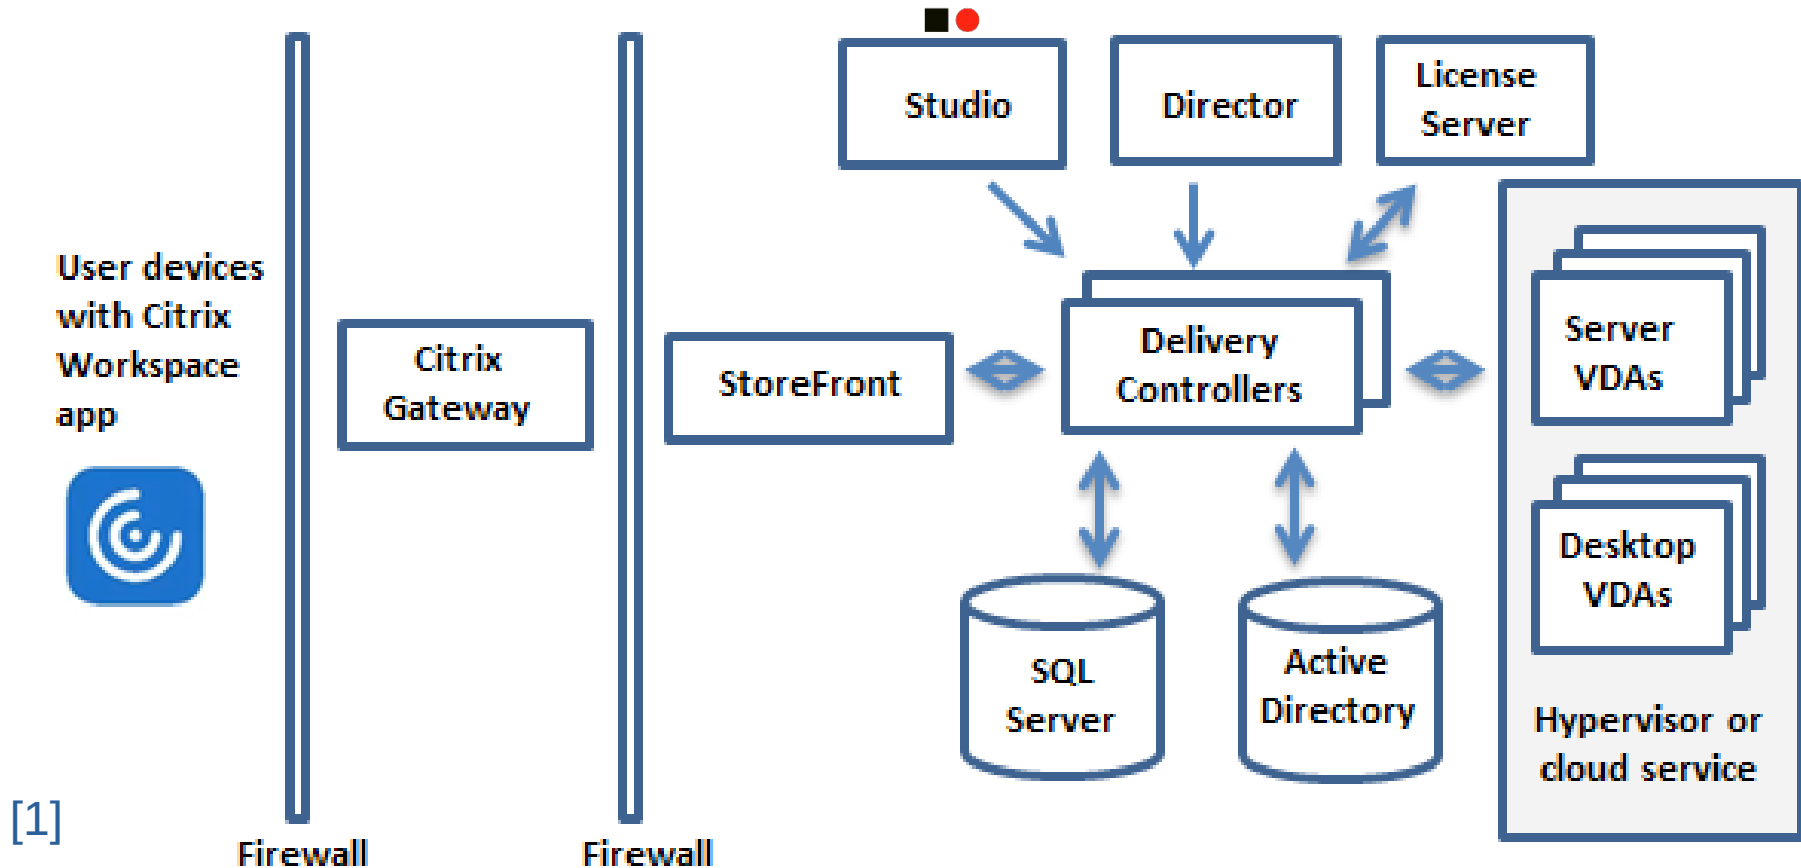 Studio
Director
License
Server
User devices
with Citrix
Workspace
app
Citrix
Gateway
StoreFront
Delivery
Controllers
Server
VDAs
Desktop
VDAs
SQL
Server
Active
Directory
Hypervisor or
cloud service
[1]
Firewall
Firewall